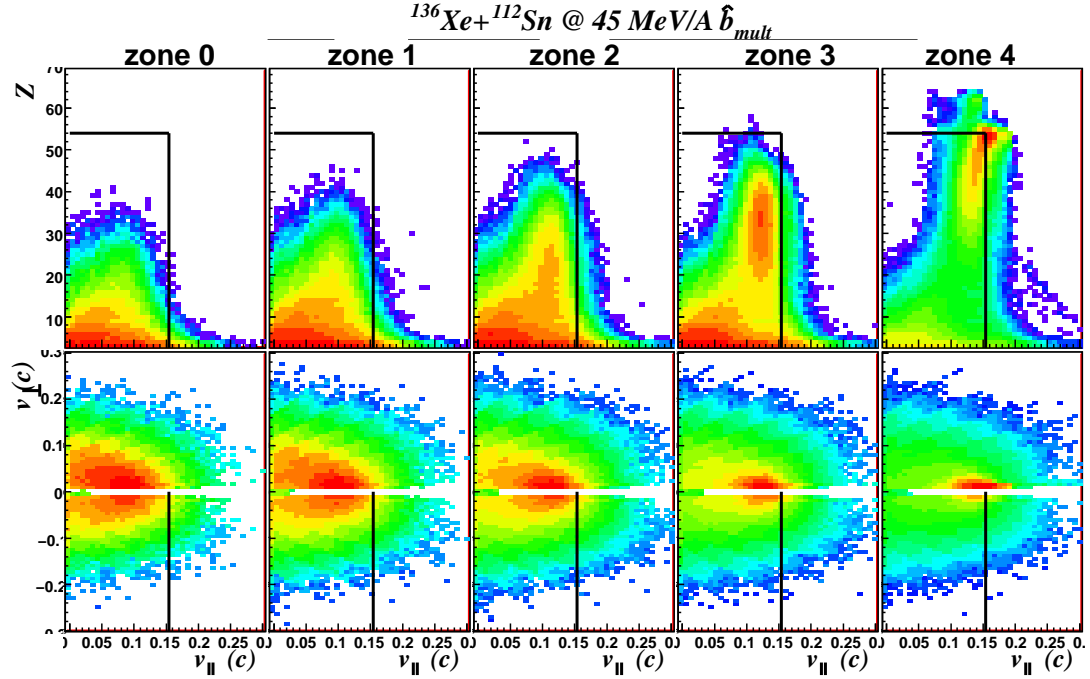 ¹³⁶Xe+¹¹²Sn @ 45 MeV/A b̂_mult
zone 0 zone 1 zone 2 zone 3 zone 4
Z
60
50
40
30
20
10
v⊥(c)
0.2
0.1
0
−0.1
−0.2
0.05 0.1 0.15 0.2 0.25 0.05 0.1 0.15 0.2 0.25 0.05 0.1 0.15 0.2 0.25 0.05 0.1 0.15 0.2 0.25 0.05 0.1 0.15 0.2 0.25
v∥ (c) v∥ (c) v∥ (c) v∥ (c) v∥ (c)